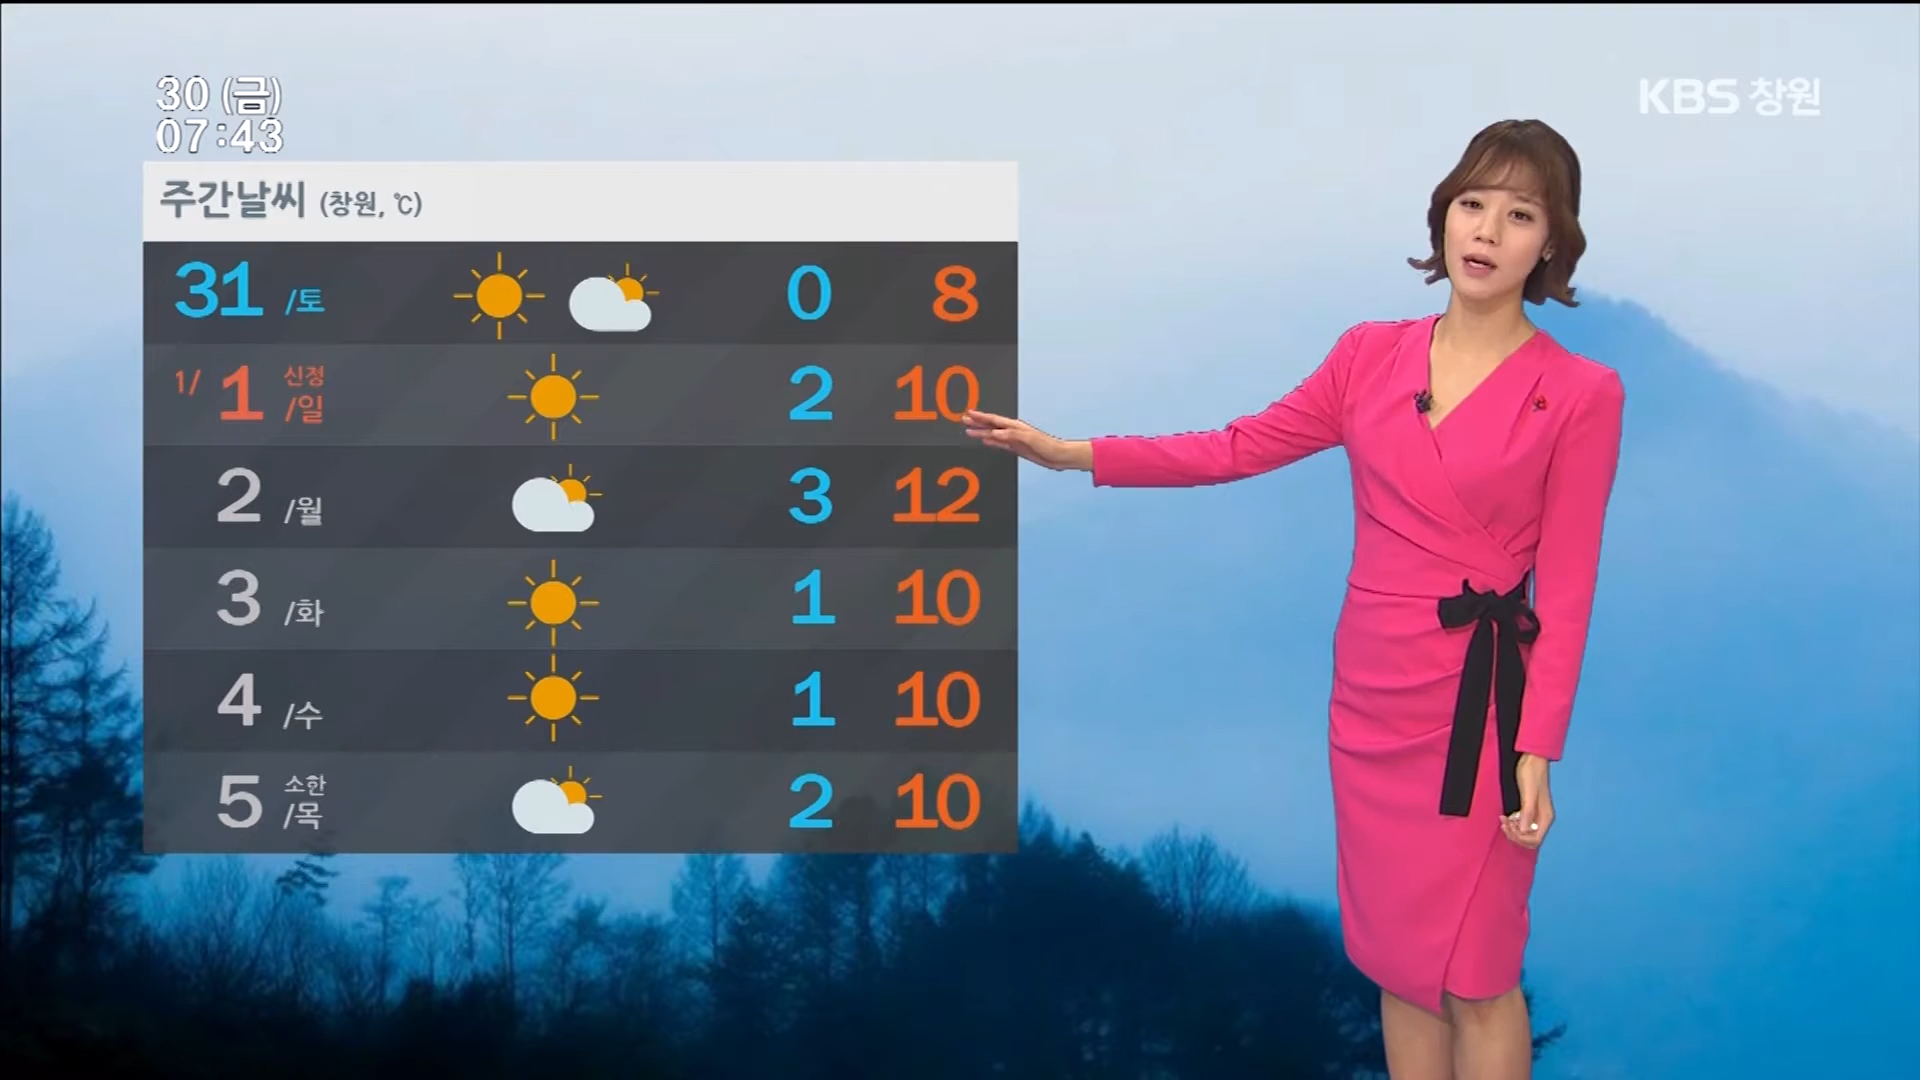 30 (금)
07:43
KBS 창원
주간날씨 (창원, ℃)
31 /토 0 8
1/1 신정 /일 2 10
2 /월 3 12
3 /화 1 10
4 /수 1 10
5 소한 /목 2 10